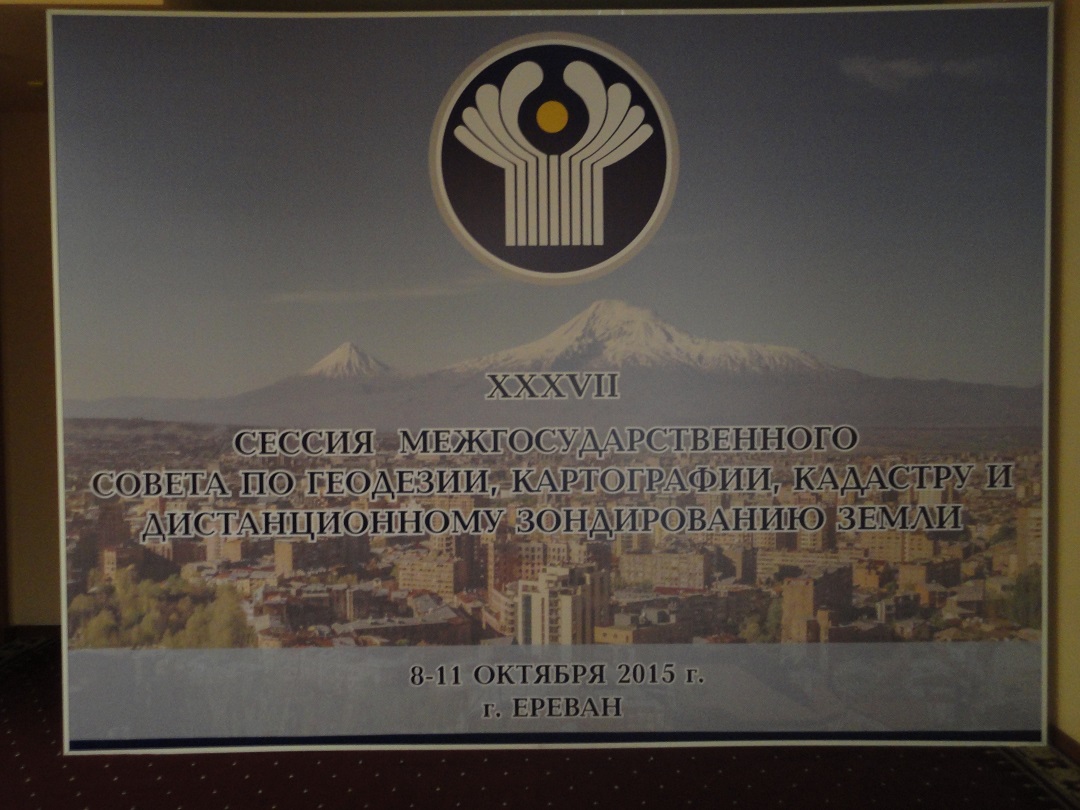 XXXVII
СЕССИЯ МЕЖГОСУДАРСТВЕННОГО
СОВЕТА ПО ГЕОДЕЗИИ, КАРТОГРАФИИ, КАДАСТРУ И
ДИСТАНЦИОННОМУ ЗОНДИРОВАНИЮ ЗЕМЛИ
8-11 ОКТЯБРЯ 2015 г.
г. ЕРЕВАН